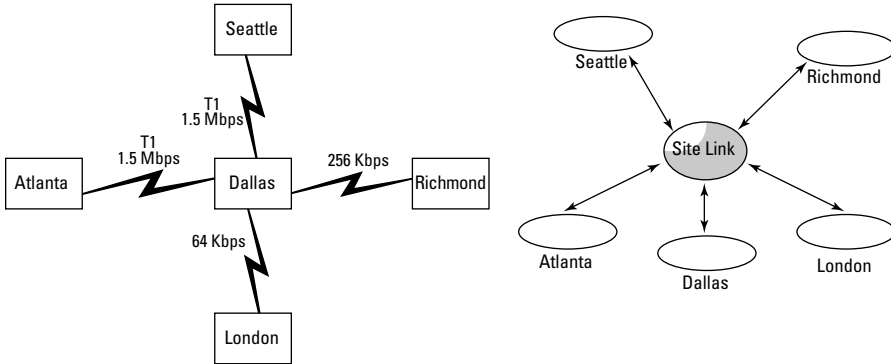 Seattle
T1
1.5 Mbps
T1
1.5 Mbps
256 Kbps
Atlanta
Dallas
Richmond
64 Kbps
London
Seattle
Richmond
Site Link
Atlanta
Dallas
London